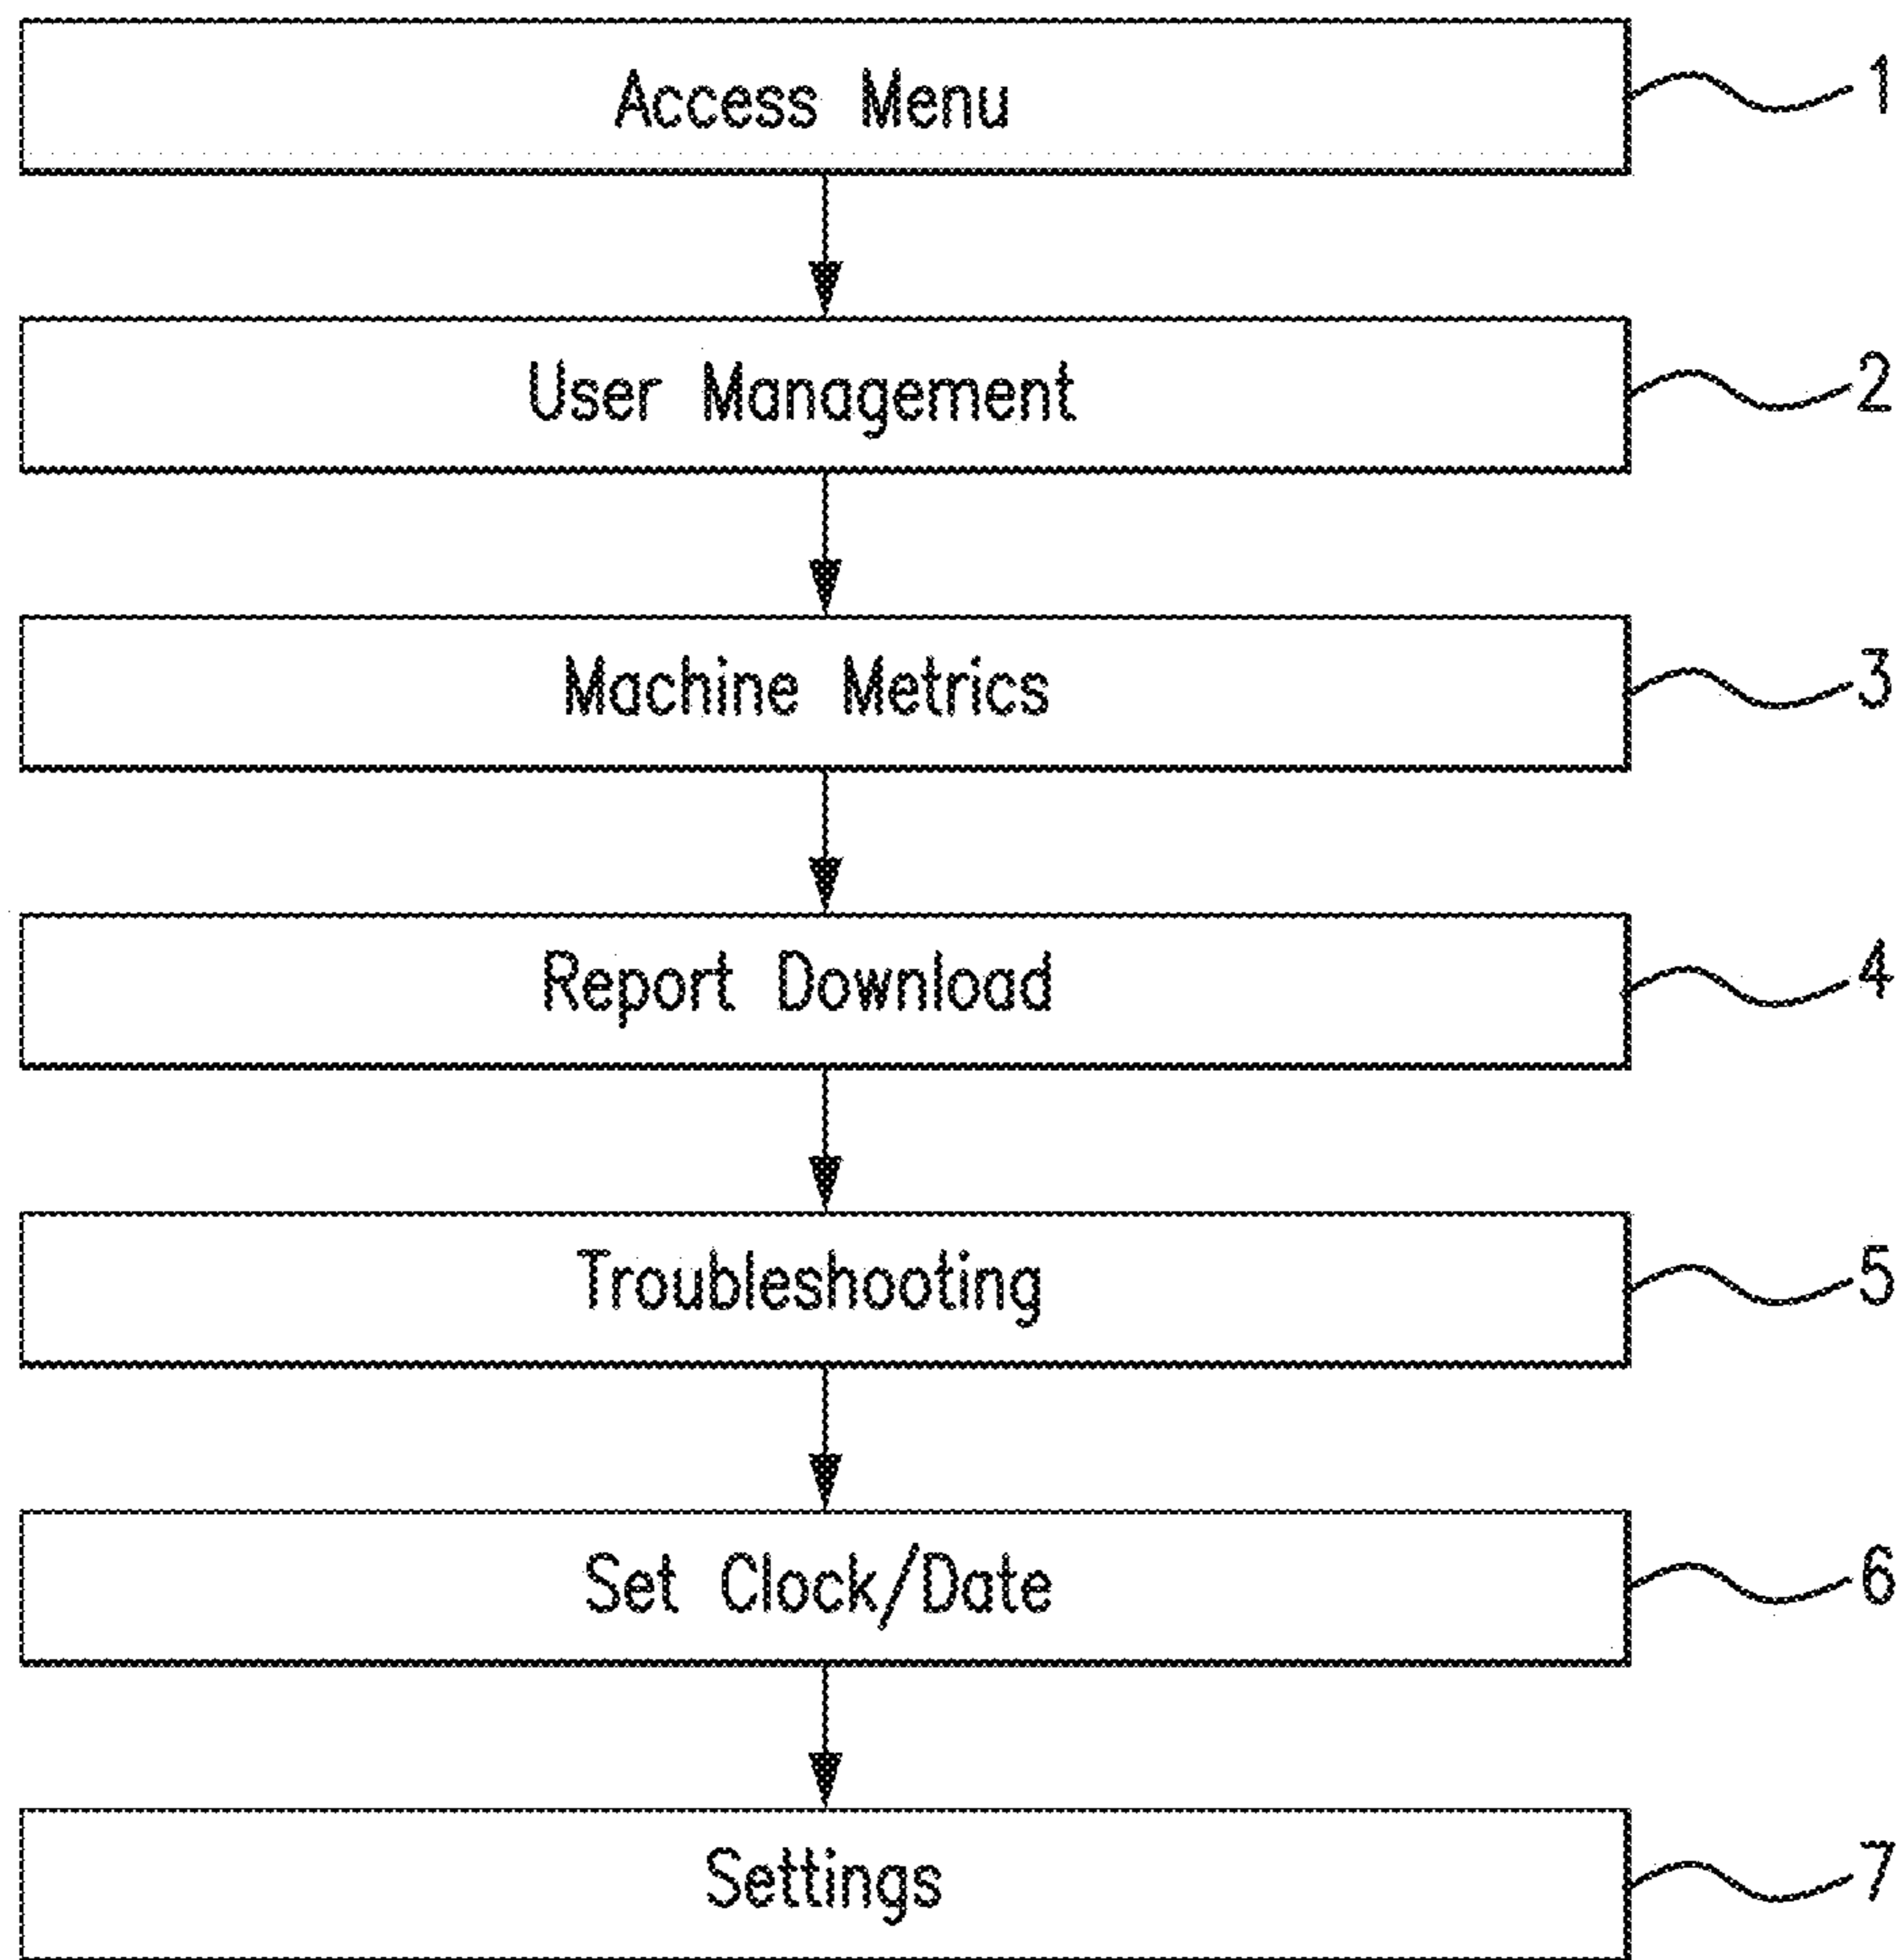 Access Menu 1
User Management 2
Machine Metrics 3
Report Download 4
Troubleshooting 5
Set Clock/Date 6
Settings 7